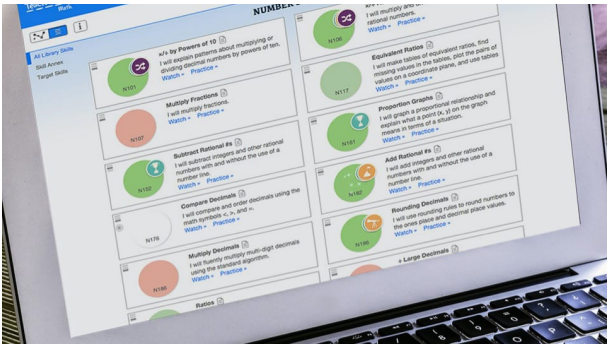 Math
NUMBER S
All Library Skills
Skill Annex
Target Skills
N101
×/÷ by Powers of 10
I will explain patterns about multiplying or
dividing decimal numbers by powers of ten.
Watch Practice
N107
Multiply Fractions
I will multiply fractions.
Watch Practice
N152
Subtract Rational #s
I will subtract integers and other rational
numbers with and without the use of a
number line.
Watch Practice
N178
Compare Decimals
I will compare and order decimals using the
math symbols <, >, and =.
Watch Practice
N186
Multiply Decimals
I will fluently multiply multi-digit decimals
using the standard algorithm.
Watch Practice
Ratios
N106
I will multiply and
rational numbers.
Watch Practice
N117
Equivalent Ratios
I will make tables of equivalent ratios, find
missing values in the tables, plot the pairs of
values on a coordinate plane, and use tables
N161
Proportion Graphs
I will graph a proportional relationship and
explain what a point (x, y) on the graph
means in terms of a situation.
Watch Practice
N182
Add Rational #s
I will add integers and other rational
numbers with and without the use of a
number line.
Watch Practice
N185
Rounding Decimals
I will use rounding rules to round numbers to
the ones place and decimal place values.
Watch Practice
÷ Large Decimals